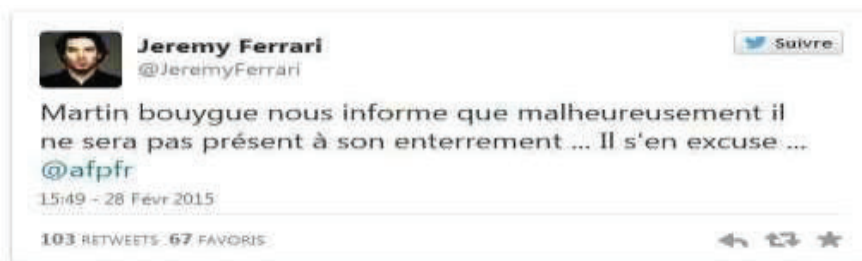 Jeremy Ferrari
Suivre
@JeremyFerrari
Martin bouygue nous informe que malheureusement il
ne sera pas présent à son enterrement ... Il s'en excuse ...
@afpfr
15:49 - 28 Févr 2015
103 RETWEETS 67 FAVORIS